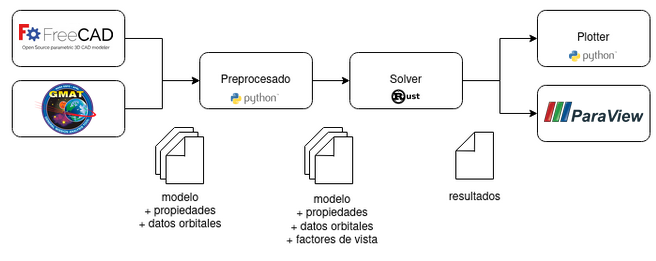 FreeCAD
Open Source parametric 3D CAD modeler
GMAT
Preprocesado
python
Solver
Rust
Plotter
python
ParaView
modelo
+ propiedades
+ datos orbitales
modelo
+ propiedades
+ datos orbitales
+ factores de vista
resultados